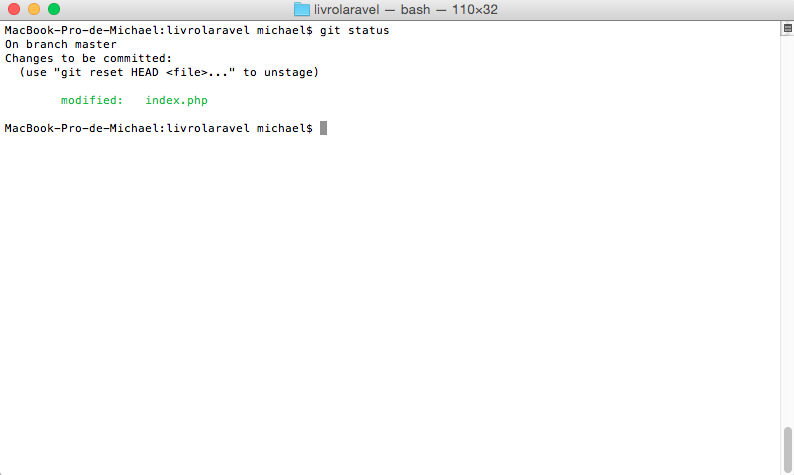 livrolaravel — bash — 110×32
MacBook-Pro-de-Michael:livrolaravel michael$ git status
On branch master
Changes to be committed:
  (use "git reset HEAD <file>..." to unstage)
        modified:   index.php
MacBook-Pro-de-Michael:livrolaravel michael$